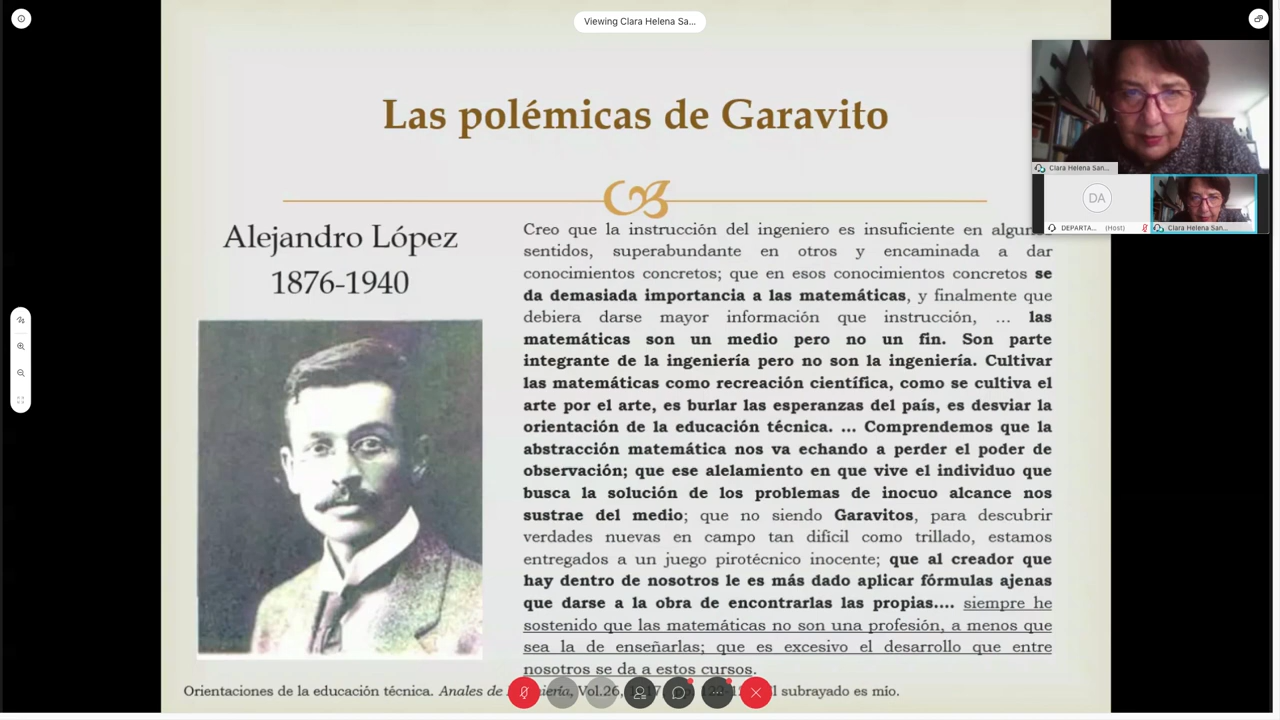 Viewing Clara Helena Sa...
Las polémicas de Garavito
Clara Helena San...
DA
DEPARTA... (Host)
Clara Helena San...
Alejandro López
1876-1940
Creo que la instrucción del ingeniero es insuficiente en
sentidos, superabundante en otros y encaminada a dar
conocimientos concretos; que en esos conocimientos concretos se
da demasiada importancia a las matemáticas, y finalmente que
debiera darse mayor información que instrucción, ... las
matemáticas son un medio pero no un fin. Son parte
integrante de la ingeniería pero no son la ingeniería. Cultivar
las matemáticas como recreación científica, como se cultiva el
arte por el arte, es burlar las esperanzas del país, es desviar la
orientación de la educación técnica. ... Comprendemos que la
abstracción matemática nos va echando a perder el poder de
observación; que ese alelamiento en que vive el individuo que
busca la solución de los problemas de inocuo alcance nos
sustrae del medio; que no siendo Garavitos, para descubrir
verdades nuevas en campo tan difícil como trillado, estamos
entregados a un juego pirotécnico inocente; que al creador que
hay dentro de nosotros le es más dado aplicar fórmulas ajenas
que darse a la obra de encontrarlas las propias.... siempre he
sostenido que las matemáticas no son una profesión, a menos que
sea la de enseñarlas; que es excesivo el desarrollo que entre
nosotros se da a estos cursos.
Orientaciones de la educación técnica. Anales de Vol.26, subrayado es mío.